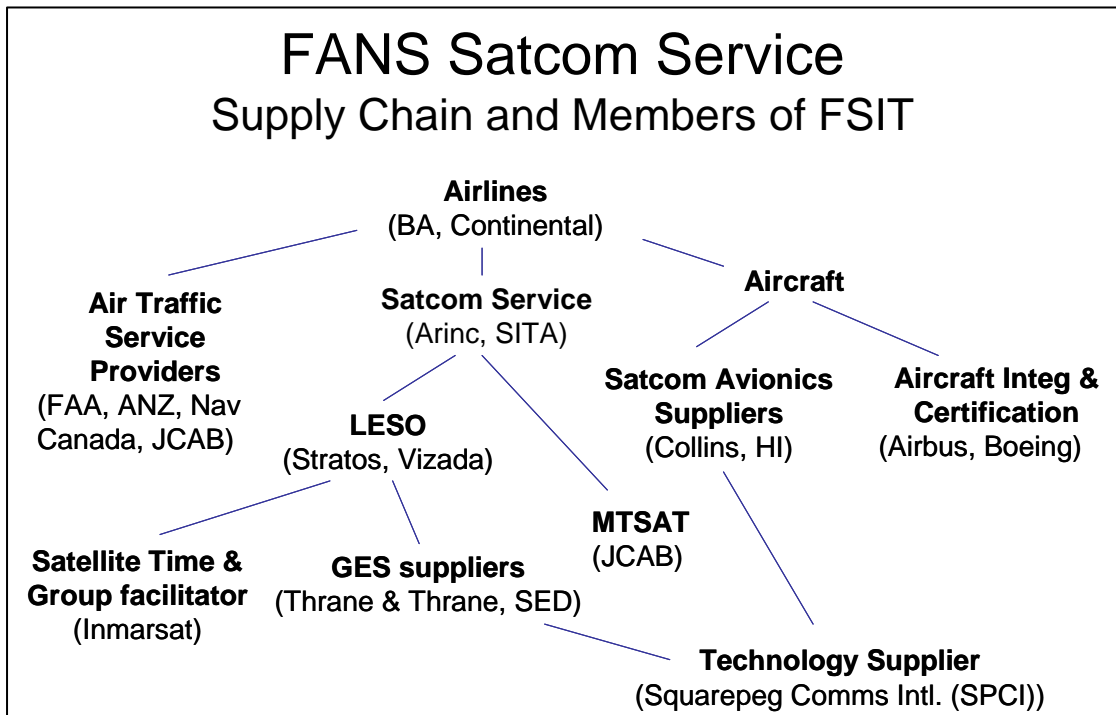 FANS Satcom Service
Supply Chain and Members of FSIT
Airlines
(BA, Continental)
Air Traffic
Service
Providers
(FAA, ANZ, Nav
Canada, JCAB)
Satcom Service
(Arinc, SITA)
Aircraft
Satcom Avionics
Suppliers
(Collins, HI)
Aircraft Integ &
Certification
(Airbus, Boeing)
LESO
(Stratos, Vizada)
MTSAT
(JCAB)
Satellite Time &
Group facilitator
(Inmarsat)
GES suppliers
(Thrane & Thrane, SED)
Technology Supplier
(Squarepeg Comms Intl. (SPCI))